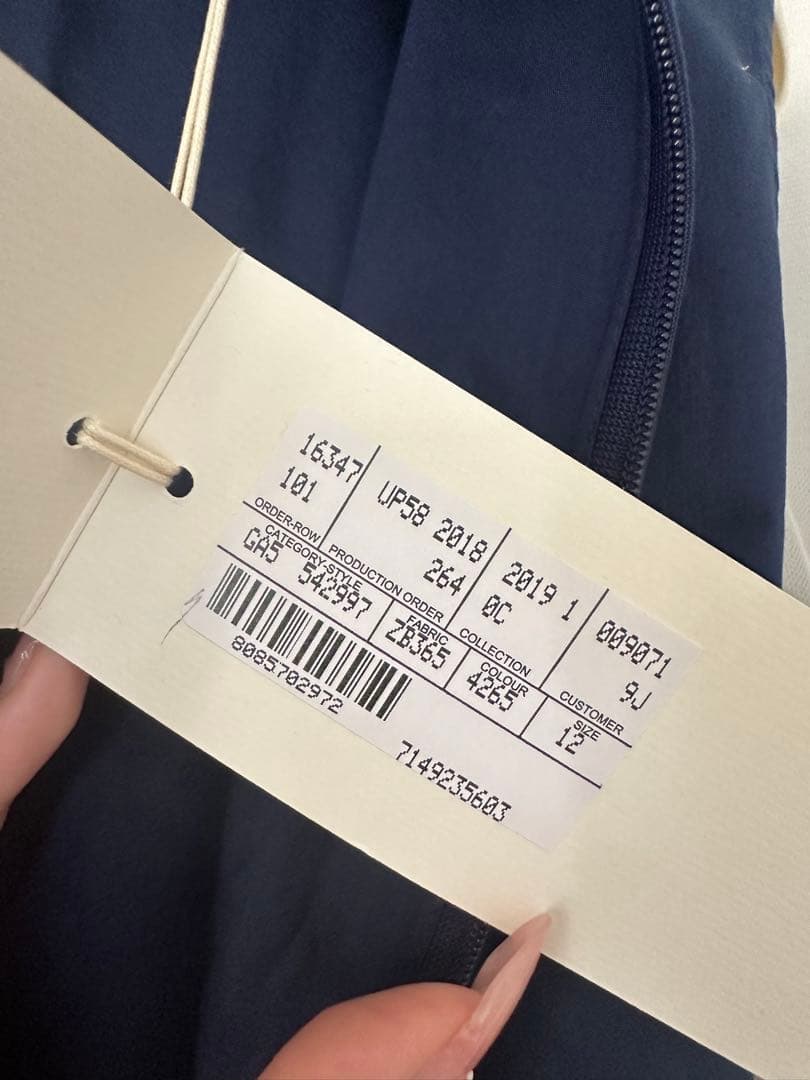 16347 UP58 2018 2019 1 009071
101 264 0C 9J
ORDER-ROW PRODUCTION ORDER COLLECTION CUSTOMER
CATEGORY-STYLE FABRIC COLOUR SIZE
GA5 542997 ZB365 4265 12
8085702972
7149235603